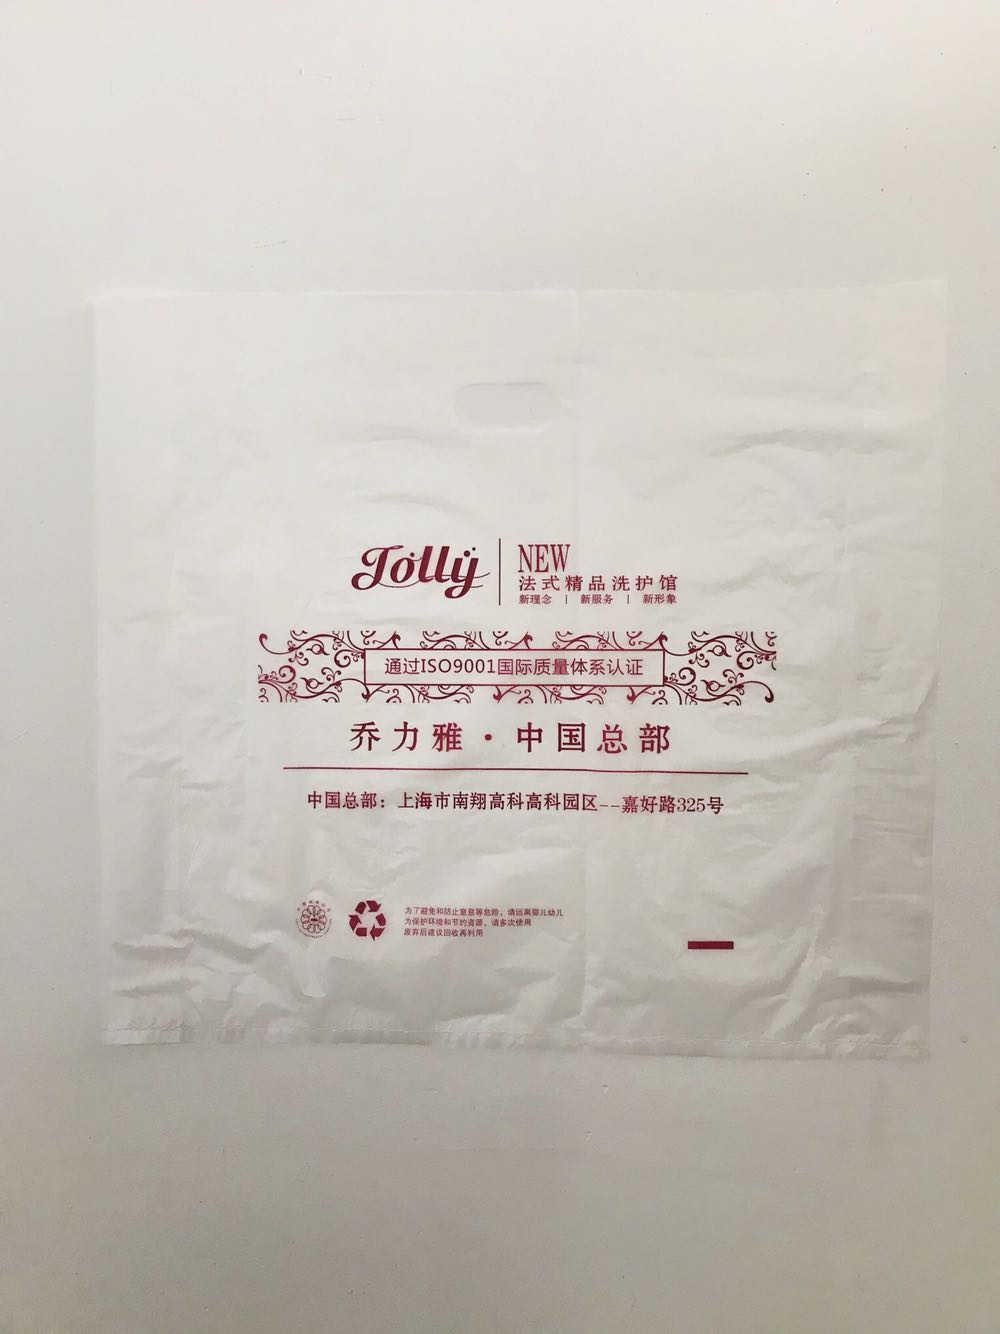 Jolly
NEW
法式精品洗护馆
新理念 | 新服务 | 新形象
通过ISO9001国际质量体系认证
乔力雅·中国总部
中国总部：上海市南翔高科高科园区--嘉好路325号
为了避免和防止窒息等危险，请远离婴儿幼儿
为保护环境和节约资源，请多次使用
废弃后建议回收再利用